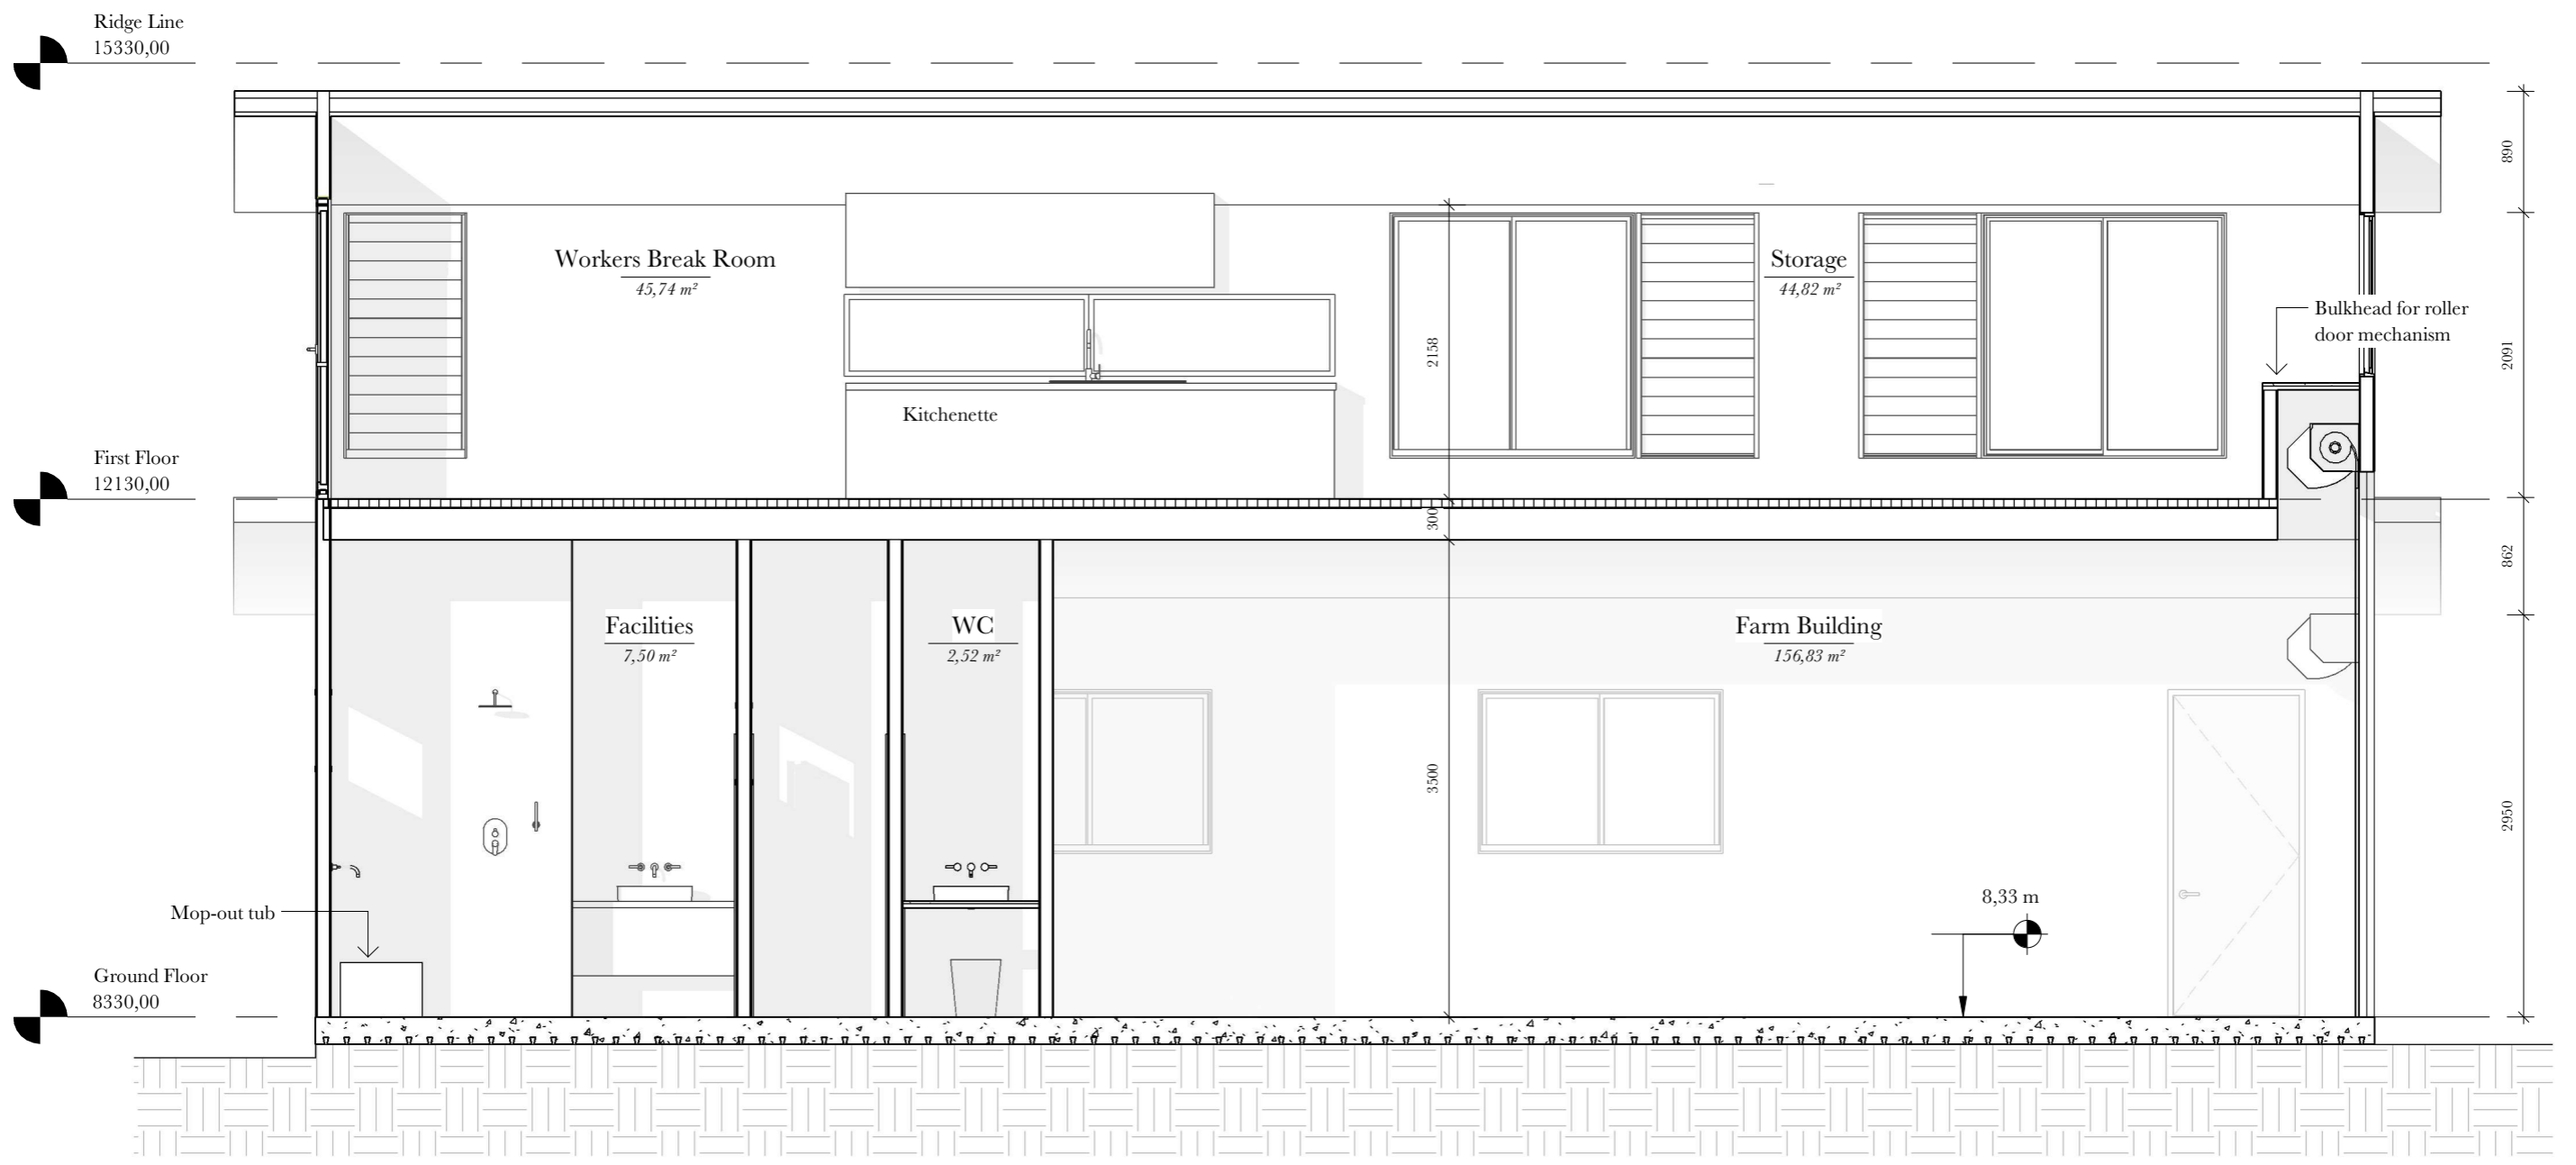 Ridge Line
15330,00
890
Workers Break Room
45,74 m²
Storage
44,82 m²
Bulkhead for roller
door mechanism
2158
2091
Kitchenette
First Floor
12130,00
300
862
Facilities
7,50 m²
WC
2,52 m²
Farm Building
156,83 m²
3500
2950
8,33 m
Mop-out tub
Ground Floor
8330,00